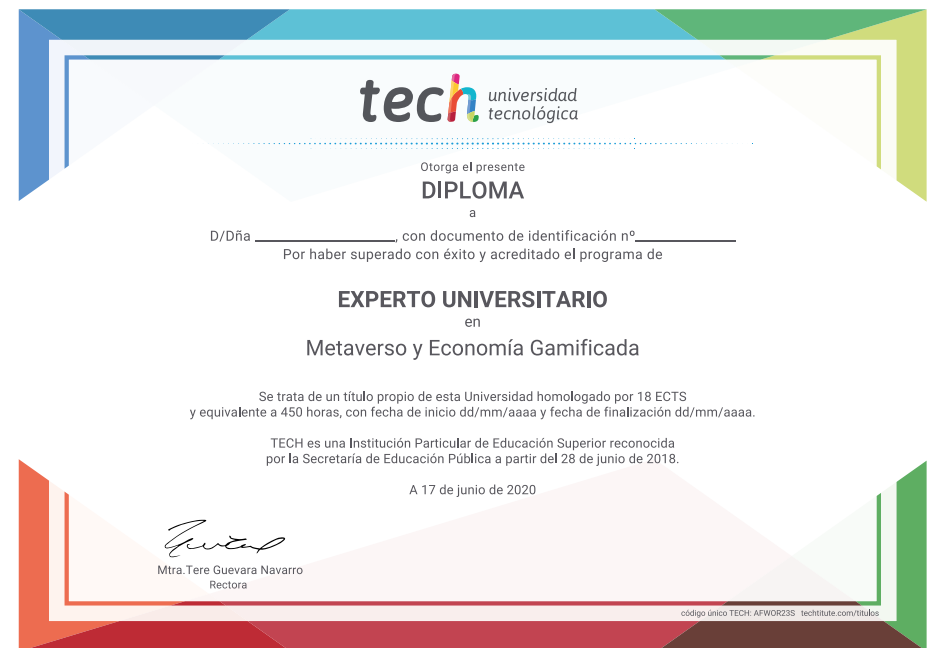 tech universidad
tecnológica
Otorga el presente
DIPLOMA
a
D/Dña ____________, con documento de identificación nº____________
Por haber superado con éxito y acreditado el programa de
EXPERTO UNIVERSITARIO
en
Metaverso y Economía Gamificada
Se trata de un título propio de esta Universidad homologado por 18 ECTS
y equivalente a 450 horas, con fecha de inicio dd/mm/aaaa y fecha de finalización dd/mm/aaaa.
TECH es una Institución Particular de Educación Superior reconocida
por la Secretaría de Educación Pública a partir del 28 de junio de 2018.
A 17 de junio de 2020
Mtra.Tere Guevara Navarro
Rectora
código único TECH: AFWOR23S techtitute.com/titulos